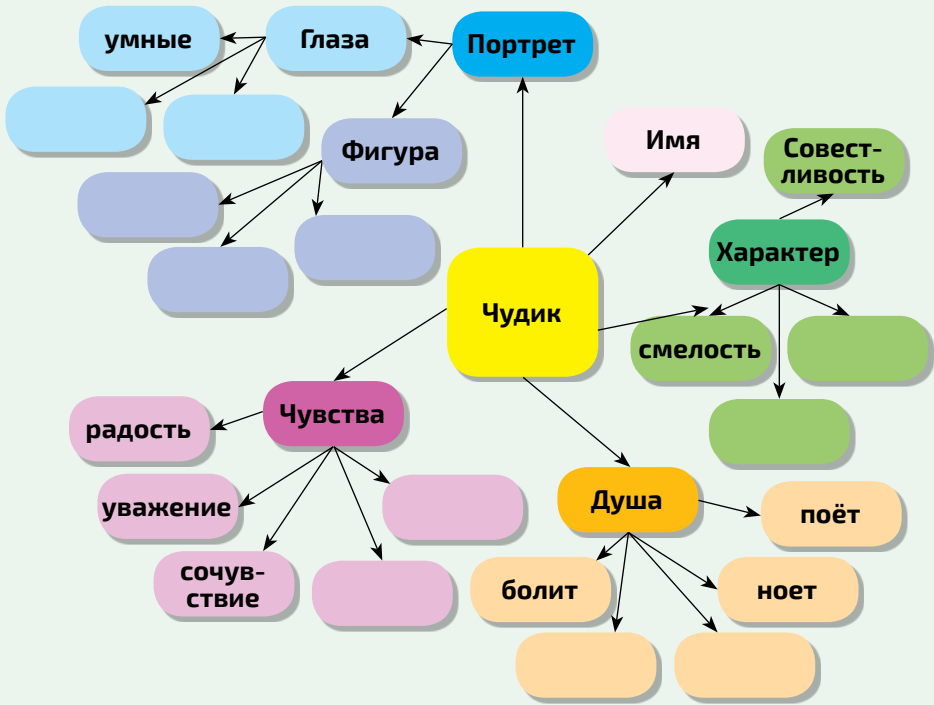 умные
Глаза
Портрет
Фигура
Имя
Совест-
ливость
Характер
Чудик
смелость
Чувства
радость
уважение
сочув-
ствие
Душа
поёт
болит
ноет